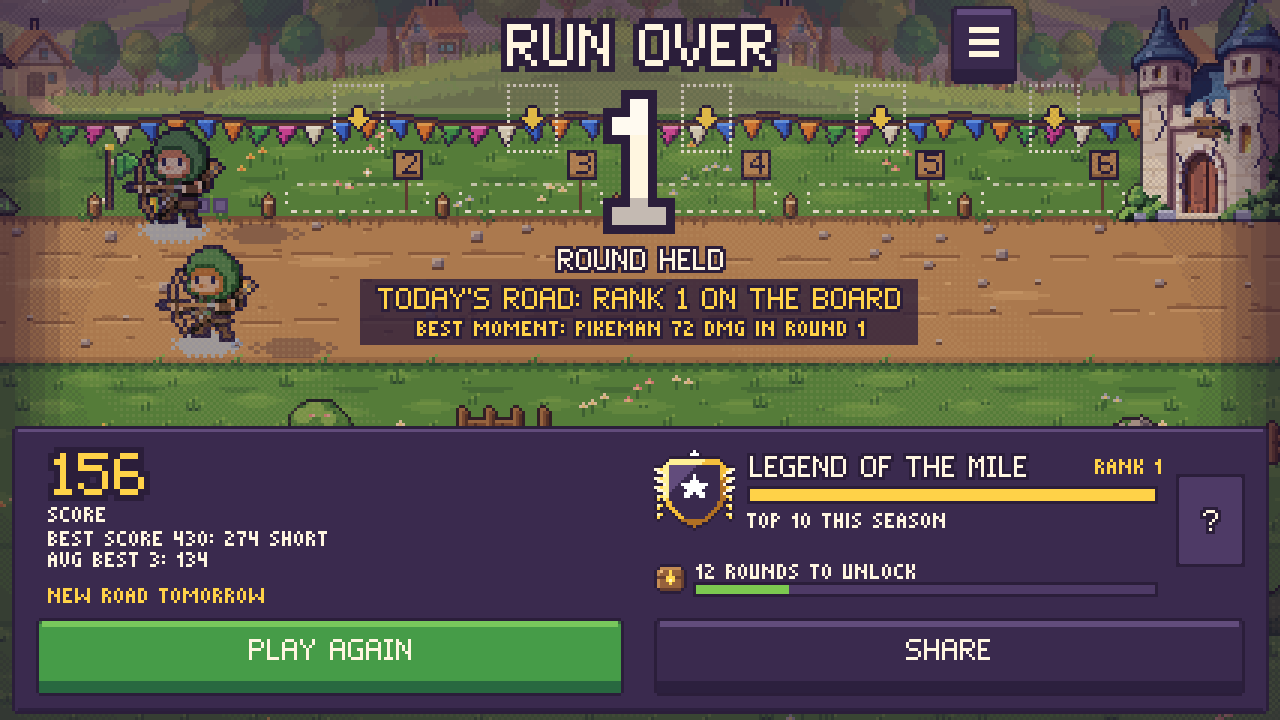 RUN OVER
2
3
4
5
6
1
ROUND HELD
TODAY'S ROAD: RANK 1 ON THE BOARD
BEST MOMENT: PIKEMAN 72 DMG IN ROUND 1
156
SCORE
BEST SCORE 430: 274 SHORT
AVG BEST 3: 134
NEW ROAD TOMORROW
LEGEND OF THE MILE
RANK 1
TOP 10 THIS SEASON
?
12 ROUNDS TO UNLOCK
PLAY AGAIN
SHARE